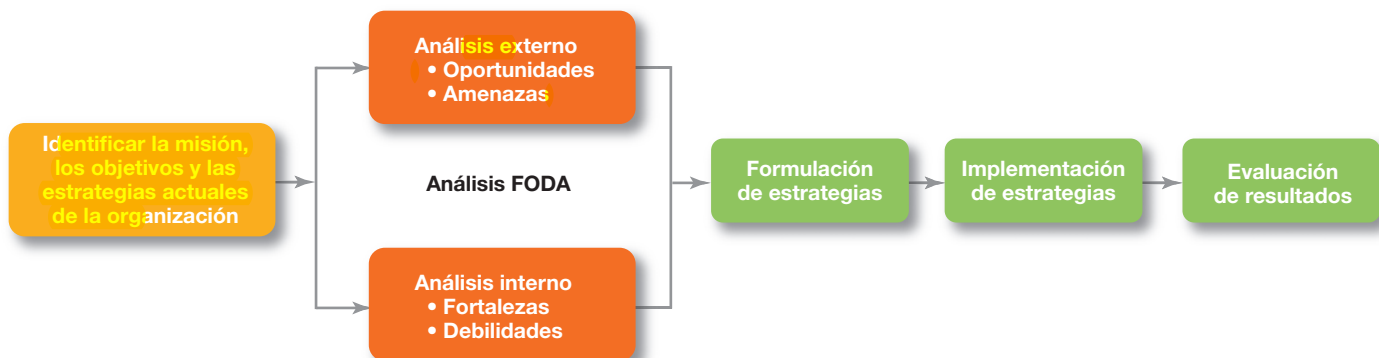 Identificar la misión,
los objetivos y las
estrategias actuales
de la organización
Análisis externo
• Oportunidades
• Amenazas
Análisis FODA
Análisis interno
• Fortalezas
• Debilidades
Formulación
de estrategias
Implementación
de estrategias
Evaluación
de resultados